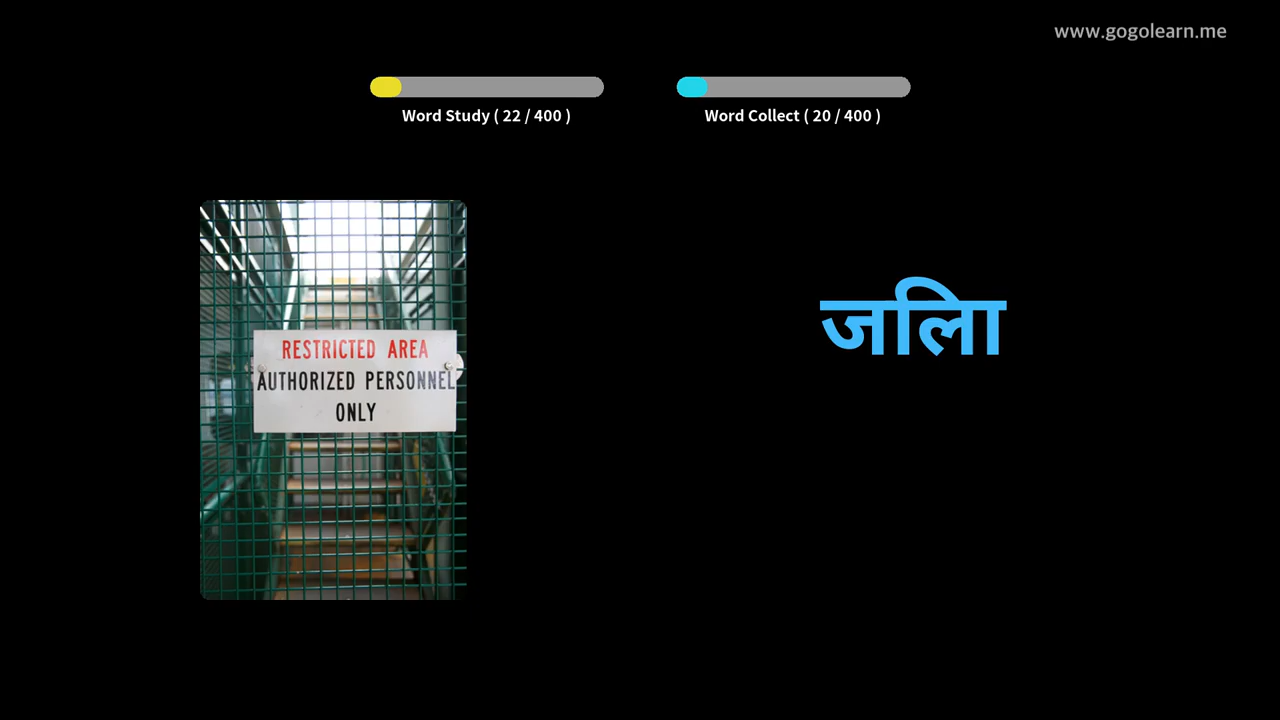 www.gogolearn.me
Word Study ( 22 / 400 )
Word Collect ( 20 / 400 )
RESTRICTED AREA
AUTHORIZED PERSONNEL
ONLY
जलिा